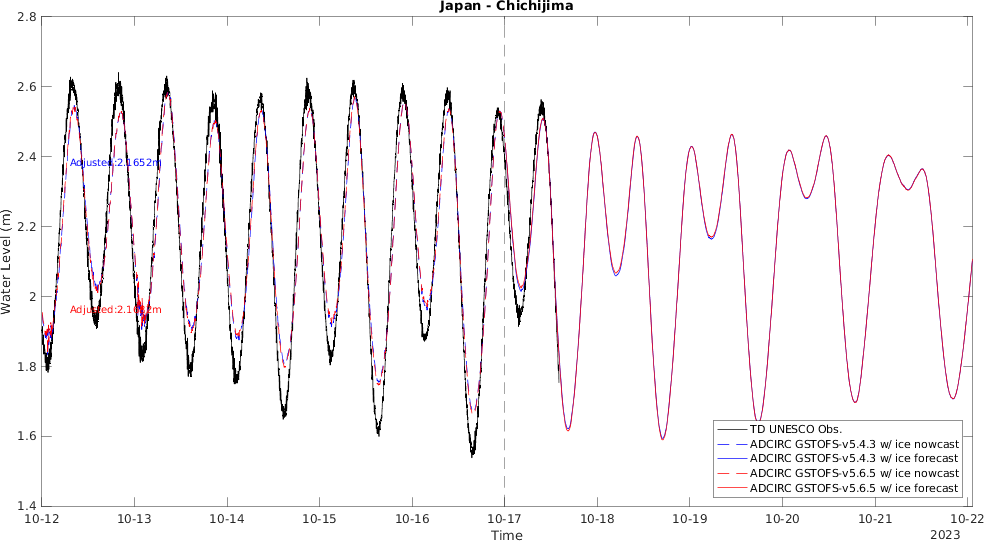 Japan - Chichijima
2.8
2.6
2.4
2.2
2
1.8
1.6
1.4
Water Level (m)
Adjusted:2.1652m
10-12
10-13
10-14
10-15
10-16
10-17
10-18
10-19
10-20
10-21
10-22
Time
2023
TD UNESCO Obs.
ADCIRC GSTOFS-v5.4.3 w/ ice nowcast
ADCIRC GSTOFS-v5.4.3 w/ ice forecast
ADCIRC GSTOFS-v5.6.5 w/ ice nowcast
ADCIRC GSTOFS-v5.6.5 w/ ice forecast